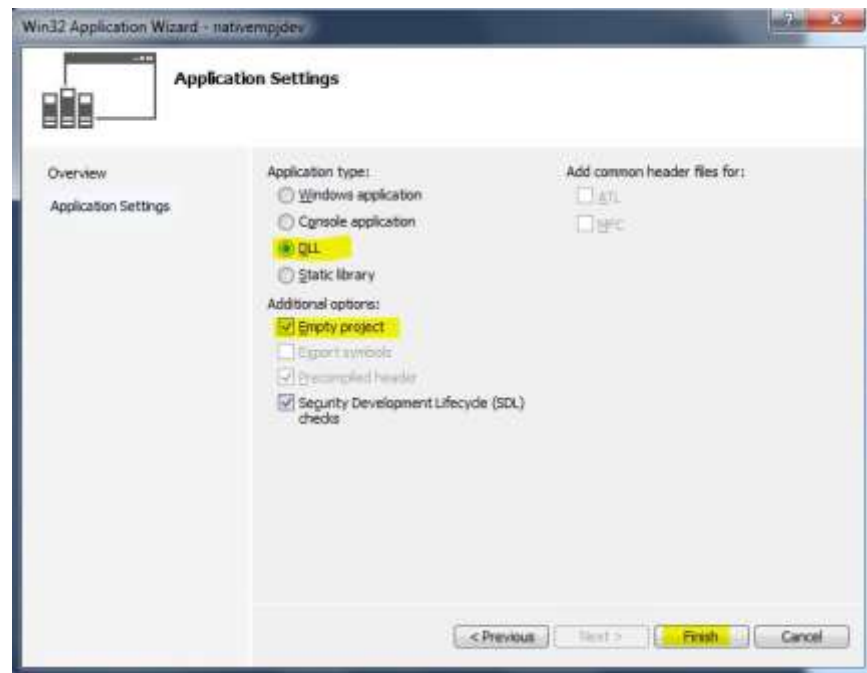 Win32 Application Wizard - nativempjdev
Application Settings
Overview
Application Settings
Application type:
Windows application
Console application
DLL
Static library
Additional options:
Empty project
Export symbols
Precompiled header
Security Development Lifecycle (SDL)
checks
Add common header files for:
ATL
MFC
< Previous
Next >
Finish
Cancel